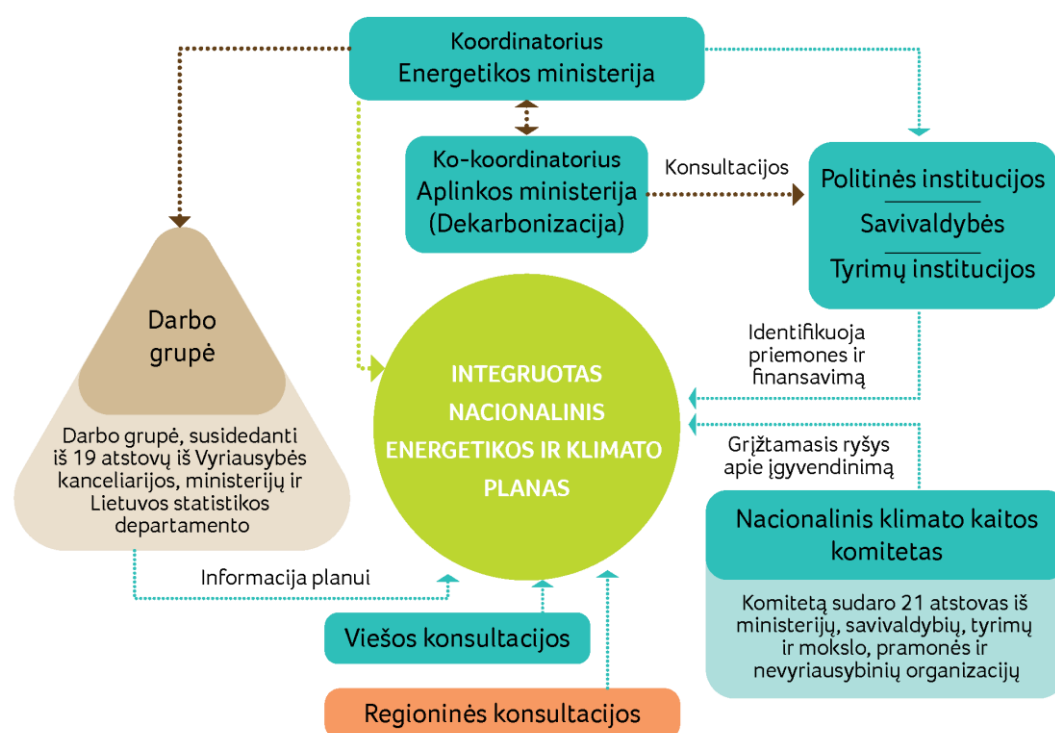 Koordinatorius
Energetikos ministerija
Ko-koordinatorius
Aplinkos ministerija
(Dekarbonizacija)
Konsultacijos
Politinės institucijos
Savivaldybės
Tyrimų institucijos
Darbo
grupė
Darbo grupė, susidedanti
iš 19 atstovų iš Vyriausybės
kanceliarijos, ministerijų ir
Lietuvos statistikos
departamento
INTEGRUOTAS
NACIONALINIS
ENERGETIKOS IR KLIMATO
PLANAS
Identifikuoja
priemones ir
finansavimą
Grįžtamasis ryšys
apie įgyvendinimą
Nacionalinis klimato kaitos
komitetas
Komitetą sudaro 21 atstovas iš
ministerijų, savivaldybių, tyrimų
ir mokslo, pramonės ir
nevyriausybinių organizacijų
Informacija planui
Viešos konsultacijos
Regioninės konsultacijos